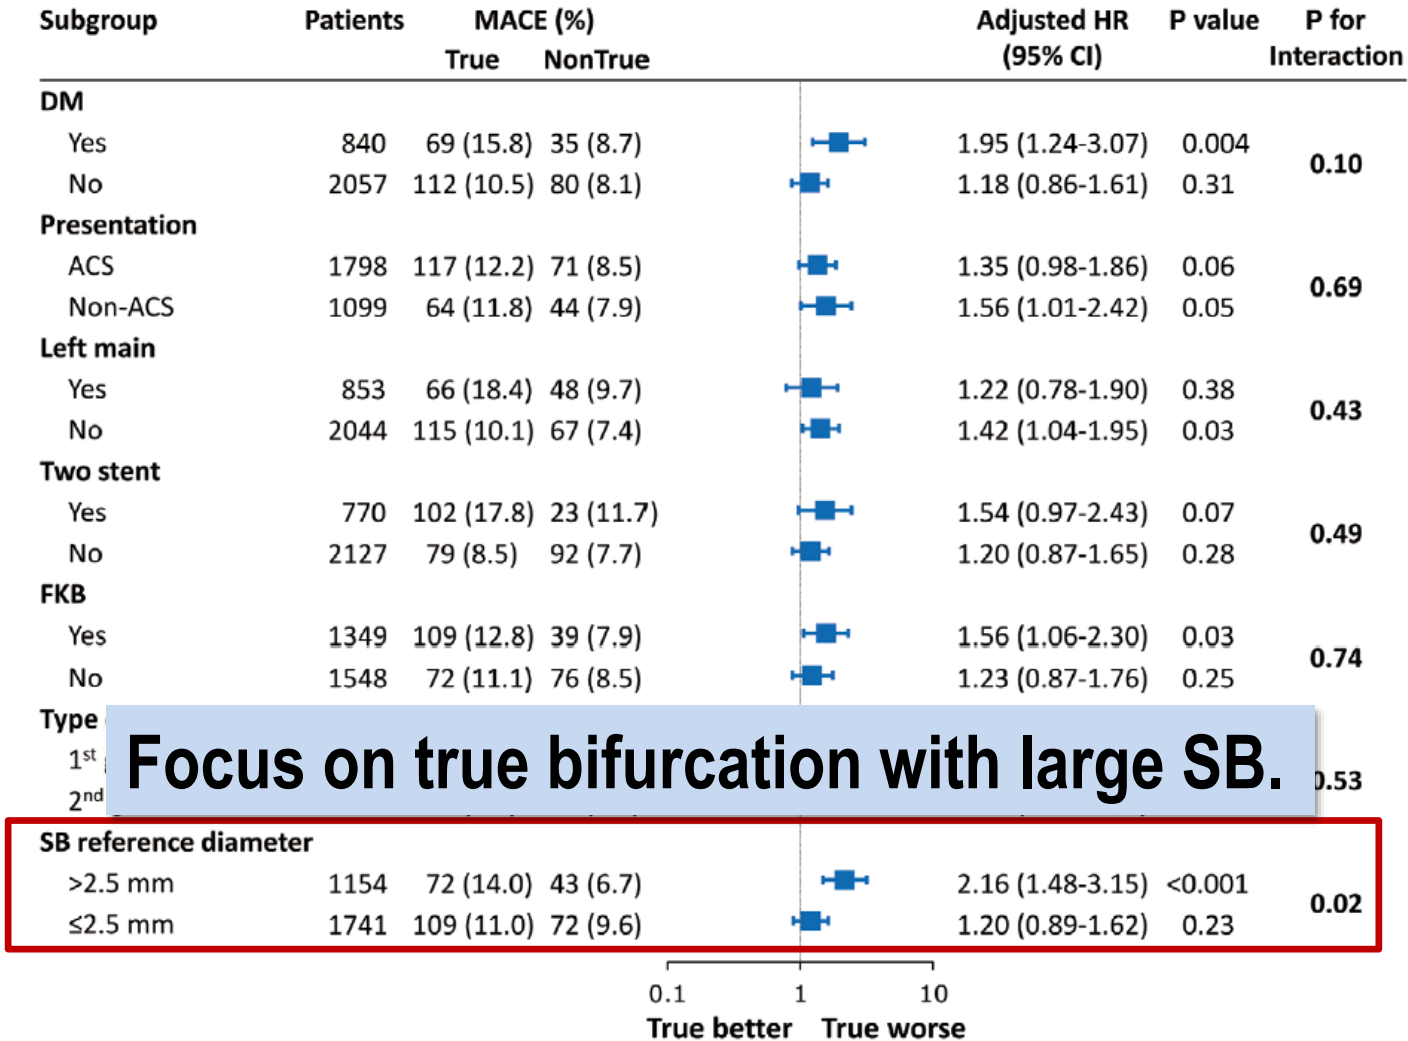 Subgroup Patients MACE (%) Adjusted HR P value P for
True NonTrue (95% CI) Interaction
DM
Yes 840 69 (15.8) 35 (8.7) 1.95 (1.24-3.07) 0.004
0.10
No 2057 112 (10.5) 80 (8.1) 1.18 (0.86-1.61) 0.31
Presentation
ACS 1798 117 (12.2) 71 (8.5) 1.35 (0.98-1.86) 0.06
0.69
Non-ACS 1099 64 (11.8) 44 (7.9) 1.56 (1.01-2.42) 0.05
Left main
Yes 853 66 (18.4) 48 (9.7) 1.22 (0.78-1.90) 0.38
0.43
No 2044 115 (10.1) 67 (7.4) 1.42 (1.04-1.95) 0.03
Two stent
Yes 770 102 (17.8) 23 (11.7) 1.54 (0.97-2.43) 0.07
0.49
No 2127 79 (8.5) 92 (7.7) 1.20 (0.87-1.65) 0.28
FKB
Yes 1349 109 (12.8) 39 (7.9) 1.56 (1.06-2.30) 0.03
0.74
No 1548 72 (11.1) 76 (8.5) 1.23 (0.87-1.76) 0.25
Type
Focus on true bifurcation with large SB.
1st
.53
2nd
SB reference diameter
>2.5 mm 1154 72 (14.0) 43 (6.7) 2.16 (1.48-3.15) <0.001
0.02
≤2.5 mm 1741 109 (11.0) 72 (9.6) 1.20 (0.89-1.62) 0.23
0.1 1 10
True better True worse